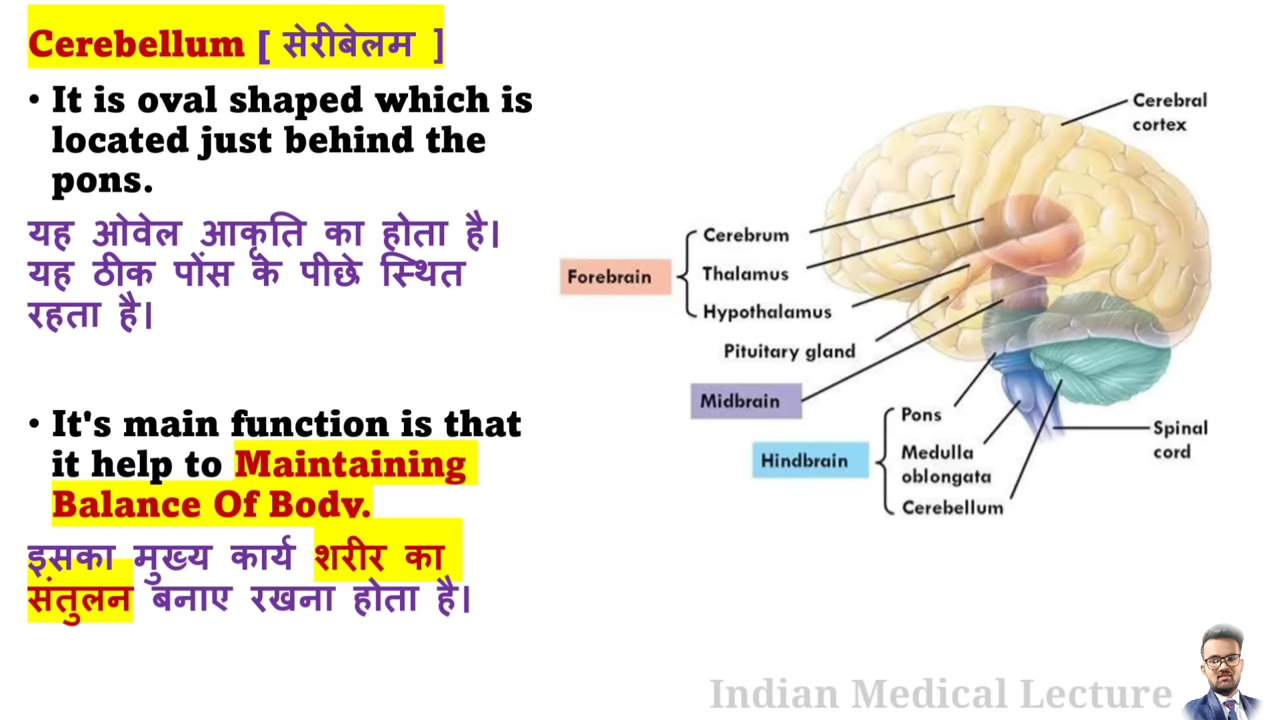 Cerebellum [ सेरीबेलम ]
• It is oval shaped which is
located just behind the
pons.
यह ओवेल आकृति का होता है।
यह ठीक पोंस के पीछे स्थित
रहता है।
• It's main function is that
it help to Maintaining
Balance Of Body.
इसका मुख्य कार्य शरीर का
संतुलन बनाए रखना होता है।
Cerebral
cortex
Cerebrum
Forebrain
Thalamus
Hypothalamus
Pituitary gland
Midbrain
Pons
Hindbrain
Medulla
oblongata
Cerebellum
Spinal
cord
Indian Medical Lecture